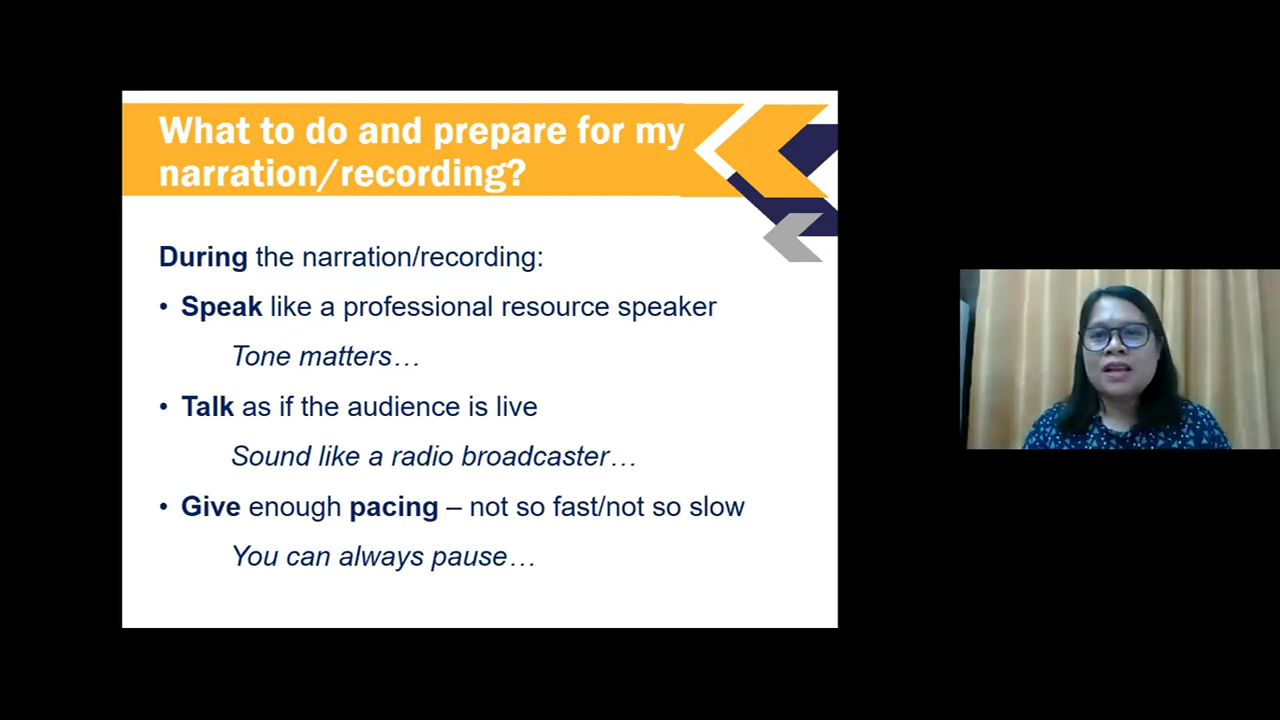 What to do and prepare for my
narration/recording?
During the narration/recording:
• Speak like a professional resource speaker
Tone matters…
• Talk as if the audience is live
Sound like a radio broadcaster…
• Give enough pacing – not so fast/not so slow
You can always pause…